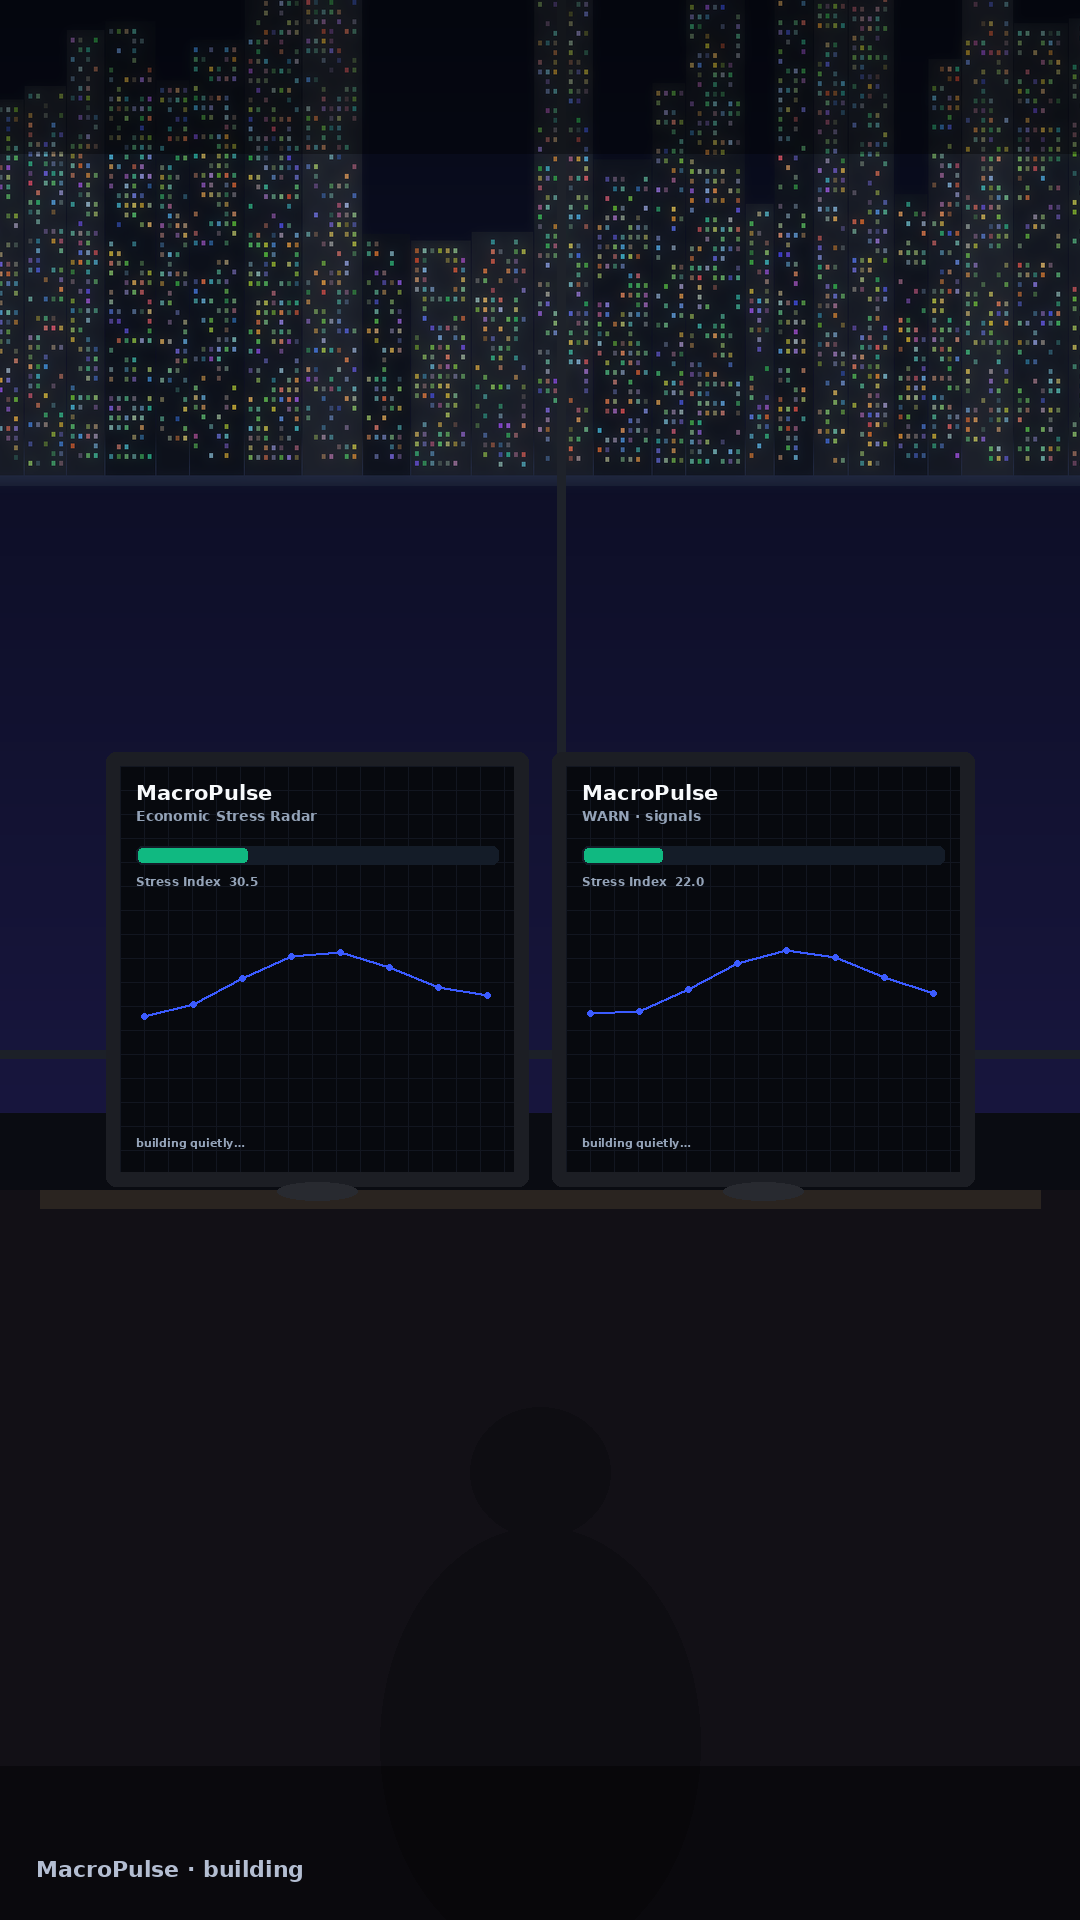 MacroPulse
Economic Stress Radar
Stress Index 30.5
building quietly...
MacroPulse
WARN · signals
Stress Index 22.0
building quietly...
MacroPulse · building